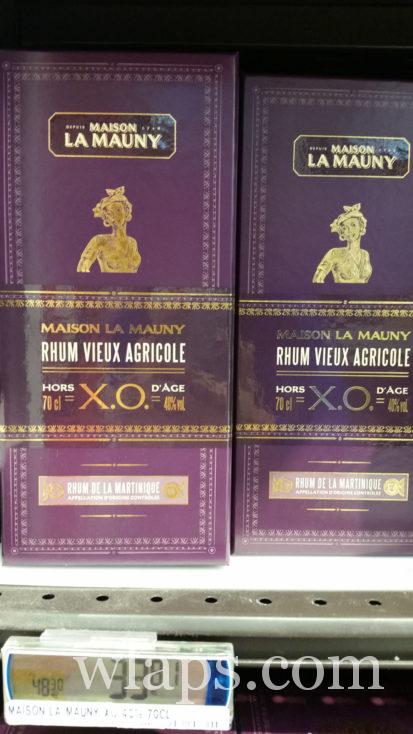 DEPUIS 1749
MAISON
LA MAUNY
MAISON LA MAUNY
RHUM VIEUX AGRICOLE
HORS D'ÂGE
X.O.
70 cl 40% vol.
RHUM DE LA MARTINIQUE
APPELLATION D'ORIGINE CONTRÔLÉE
DEPUIS 1749
MAISON
LA MAUNY
MAISON LA MAUNY
RHUM VIEUX AGRICOLE
HORS D'ÂGE
X.O.
70 cl 40% vol.
RHUM DE LA MARTINIQUE
APPELLATION D'ORIGINE CONTRÔLÉE
wlaps.com
MAISON LA MAUNY 70CL